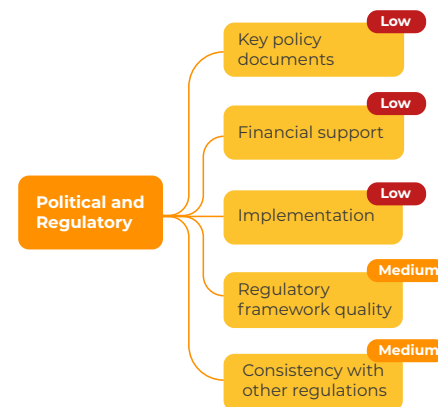 Low
Key policy
documents
Low
Financial support
Political and
Regulatory
Low
Implementation
Medium
Regulatory
framework quality
Medium
Consistency with
other regulations